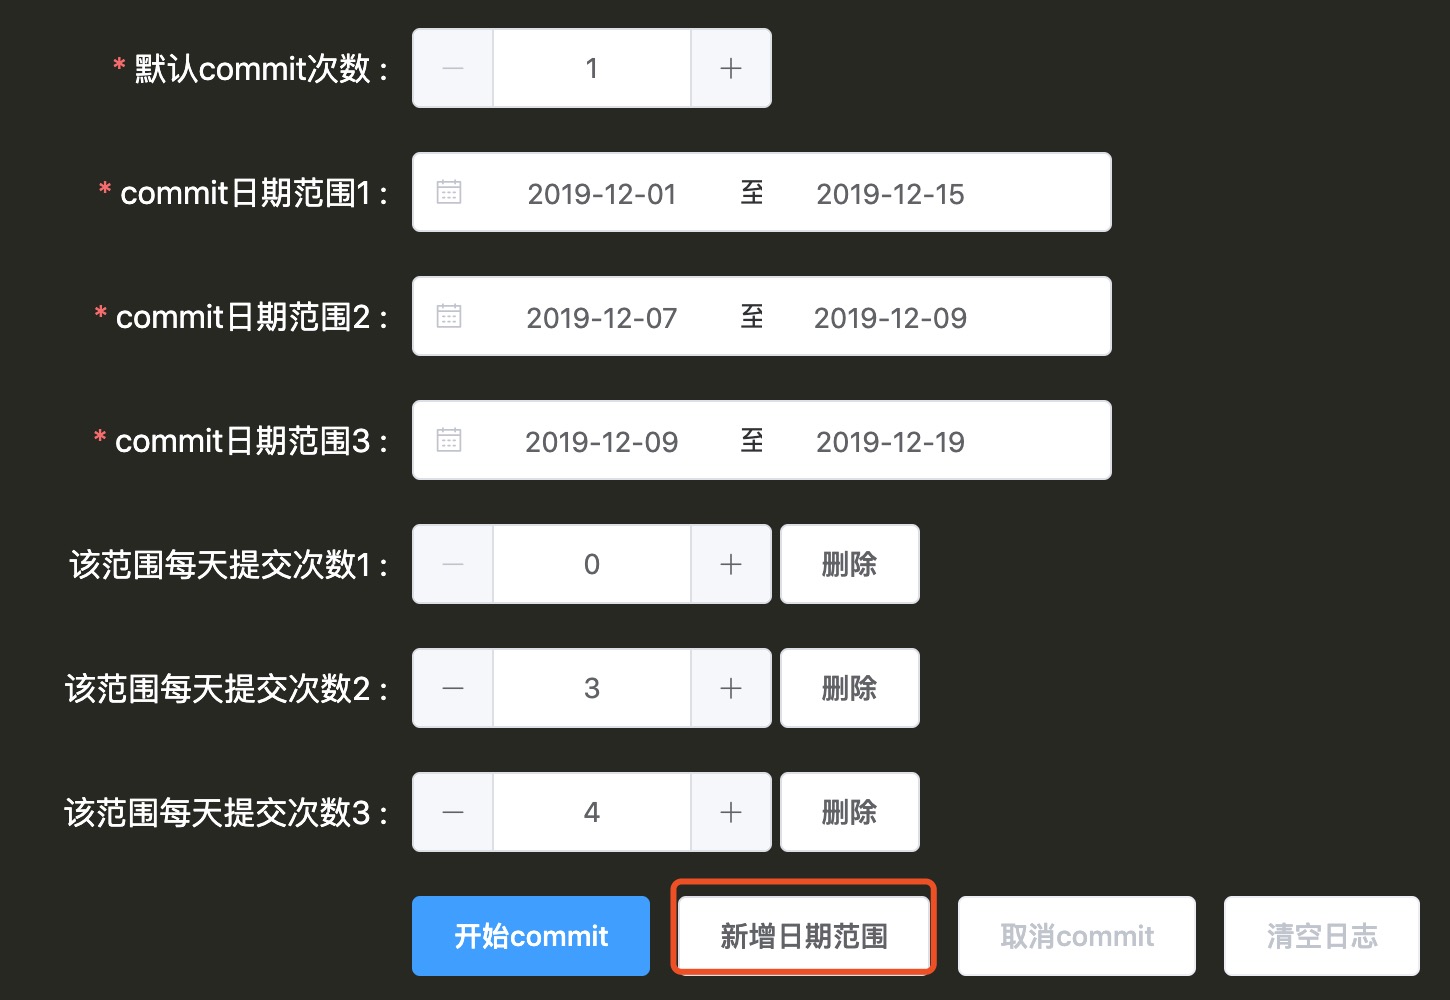 * 默认commit次数 : 1
* commit日期范围1 : 2019-12-01 至 2019-12-15
* commit日期范围2 : 2019-12-07 至 2019-12-09
* commit日期范围3 : 2019-12-09 至 2019-12-19
该范围每天提交次数1 : 0 删除
该范围每天提交次数2 : 3 删除
该范围每天提交次数3 : 4 删除
开始commit 新增日期范围 取消commit 清空日志